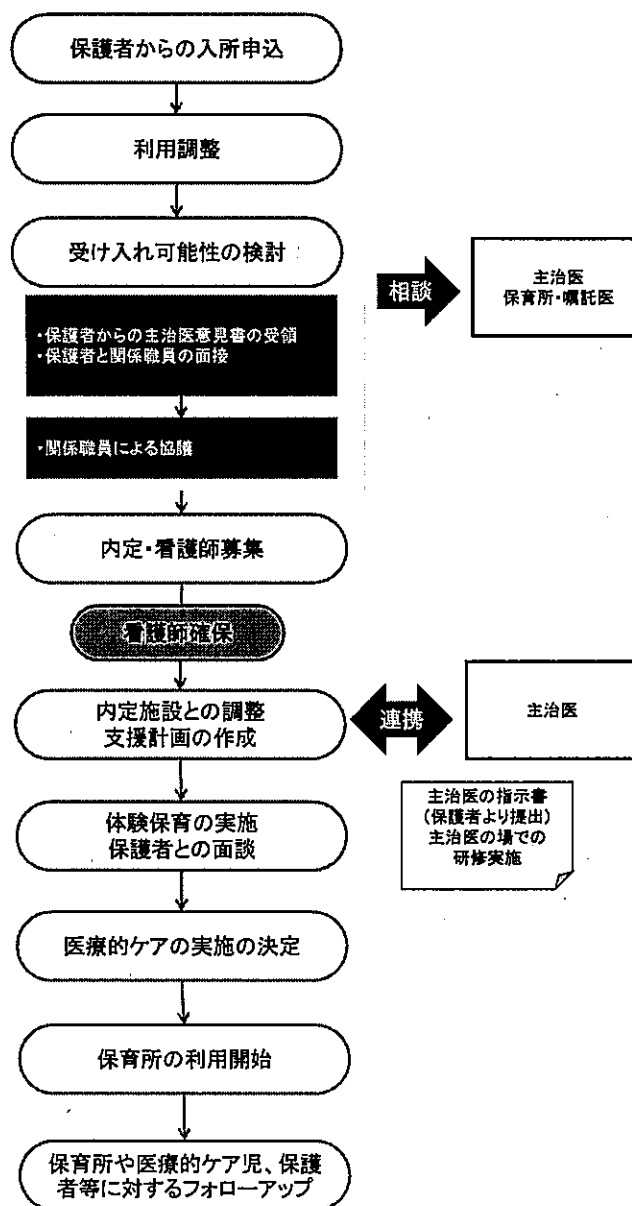 保護者からの入所申込
利用調整
受け入れ可能性の検討
相談
主治医
保育所・嘱託医
・保護者からの主治医意見書の受領
・保護者と関係職員の面接
・関係職員による協議
内定・看護師募集
看護師確保
内定施設との調整
支援計画の作成
連携
主治医
主治医の指示書
(保護者より提出)
主治医の場での
研修実施
体験保育の実施
保護者との面談
医療的ケアの実施の決定
保育所の利用開始
保育所や医療的ケア児、保護
者等に対するフォローアップ